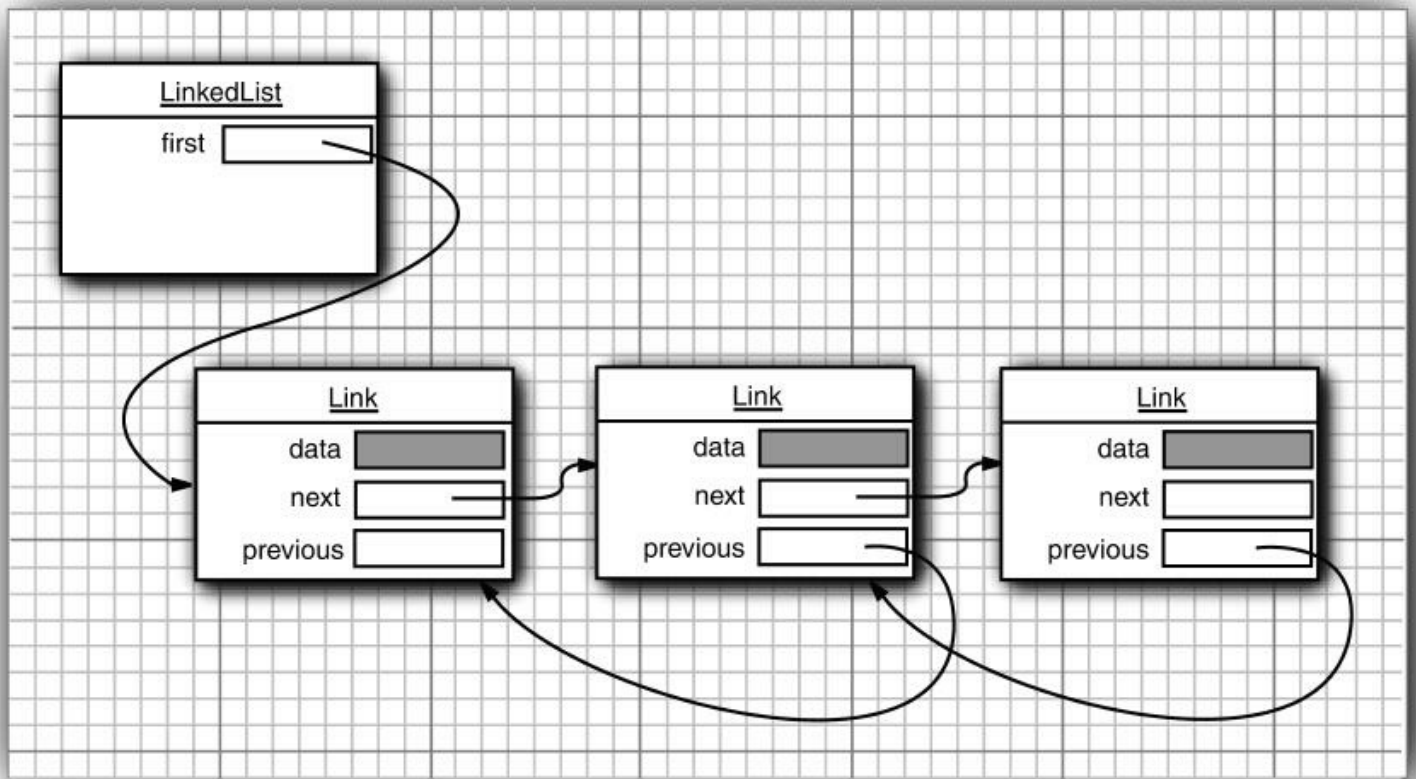 LinkedList
first
Link
data
next
previous
Link
data
next
previous
Link
data
next
previous